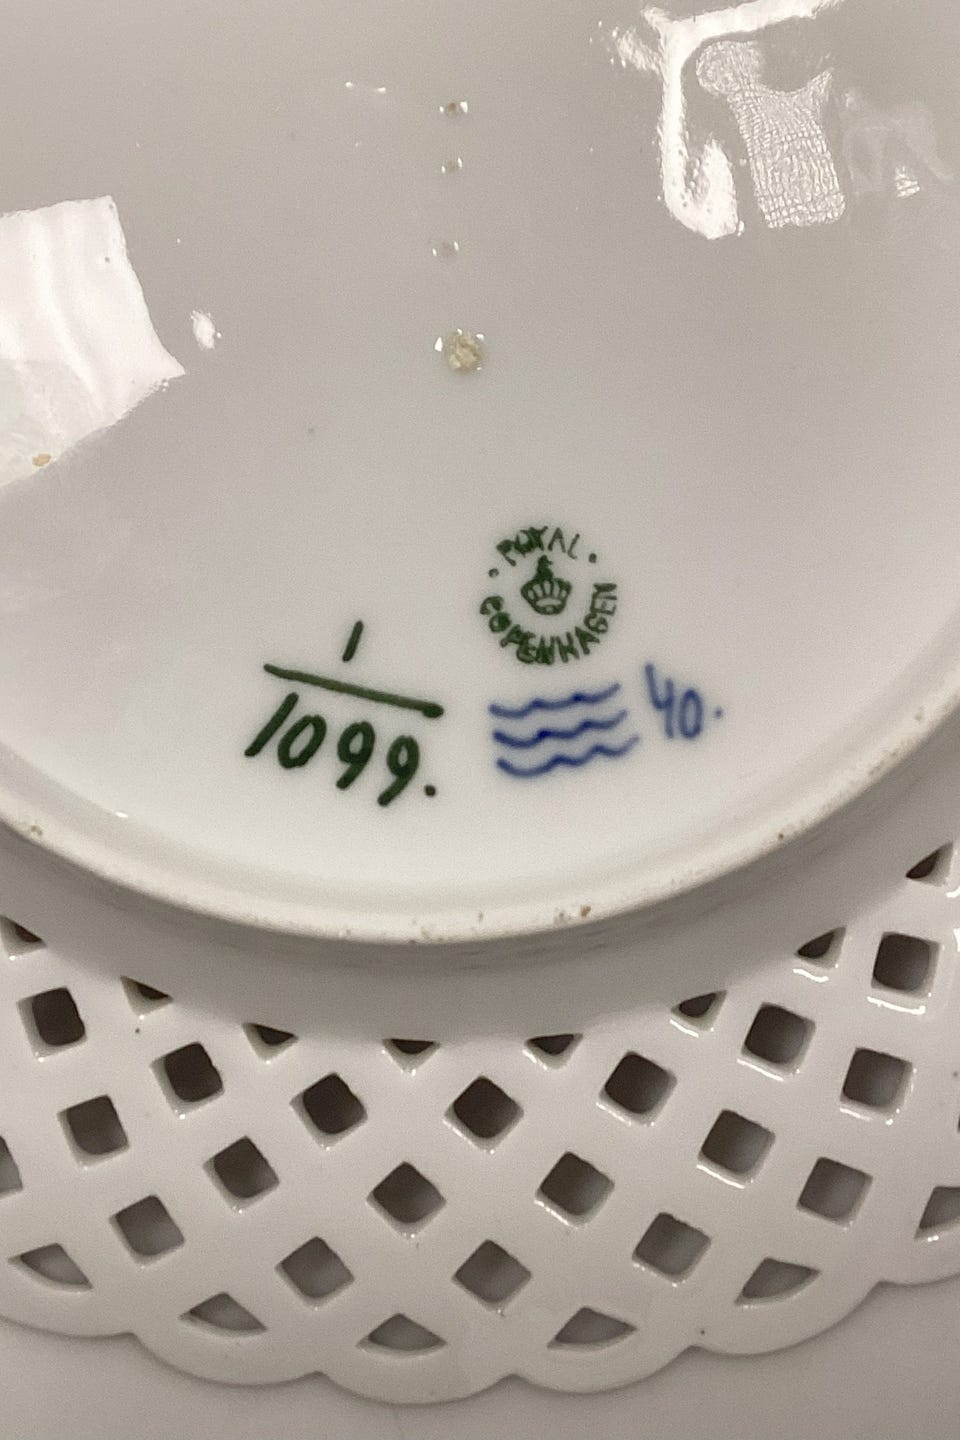 ROYAL
COPENHAGEN
1
1099.
40.